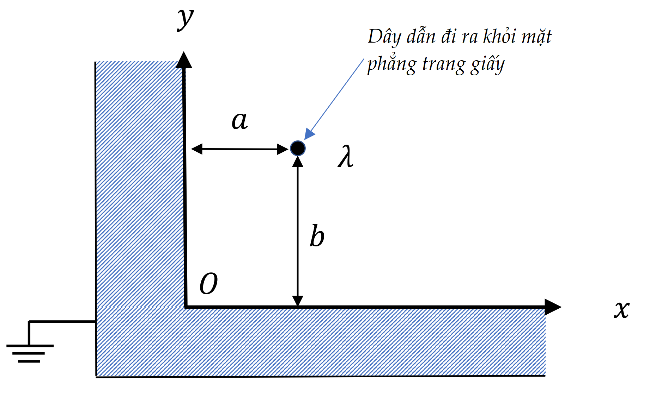 y
Dây dẫn đi ra khỏi mặt
phẳng trang giấy
a
λ
b
O
x